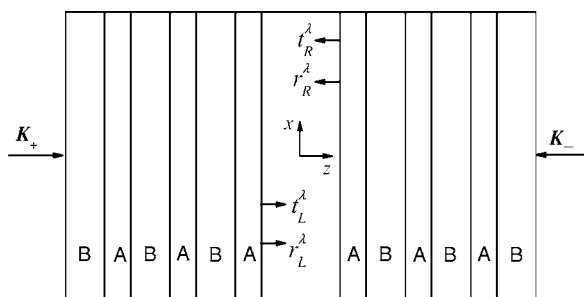 t_R^λ
r_R^λ
K_+
x
z
K_−
t_L^λ
r_L^λ
B A B A B A A B A B A B